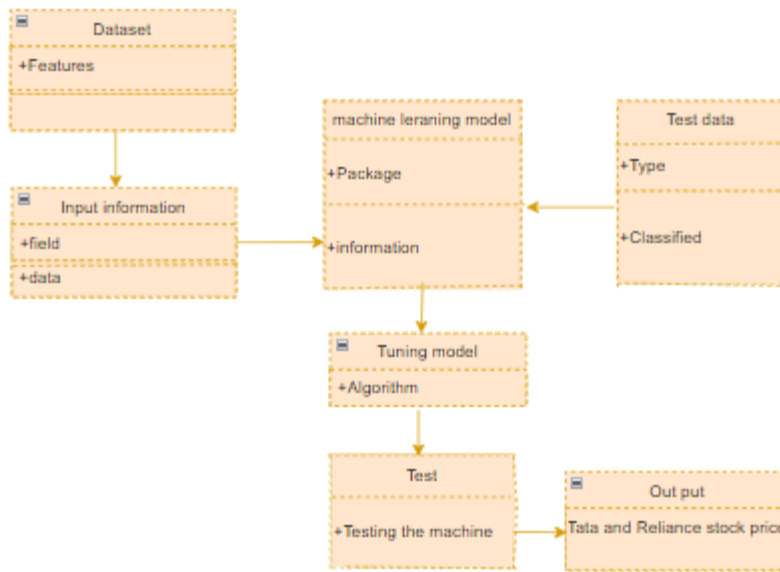 Dataset
+Features
Input information
+field
+data
machine leraning model
+Package
+information
Test data
+Type
+Classified
Tuning model
+Algorithm
Test
+Testing the machine
Out put
Tata and Reliance stock price